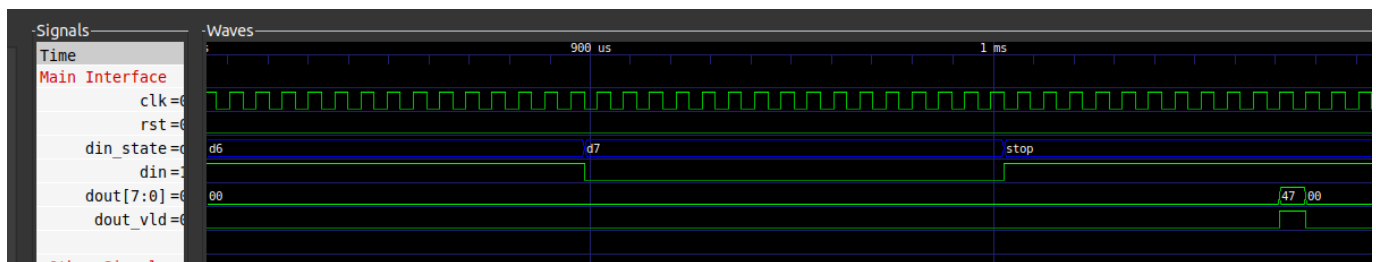 Signals Waves
Time s 900 us 1 ms
Main Interface
clk=0
rst=0
din_state= d6 d7 stop
din=1
dout[7:0]=0 00 47 00
dout_vld=0